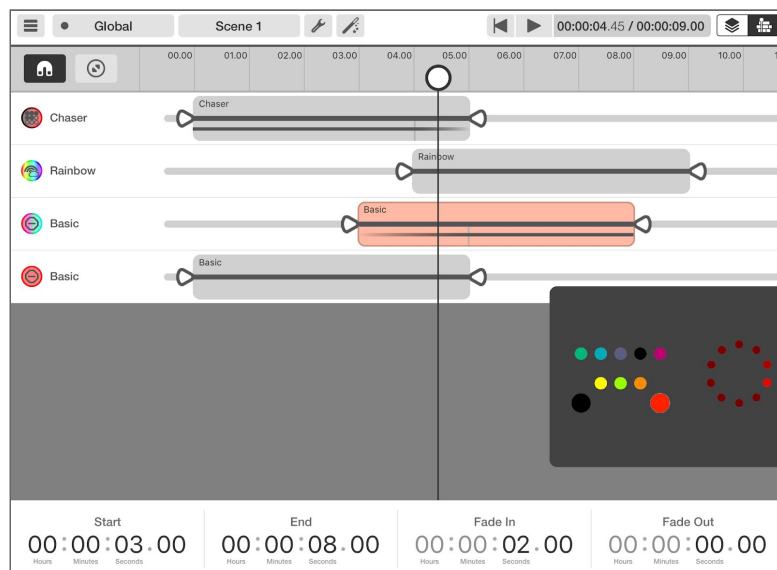 Global Scene 1 00:00:04.45 / 00:00:09.00
00.00 01.00 02.00 03.00 04.00 05.00 06.00 07.00 08.00 09.00 10.00
Chaser
Chaser
Rainbow
Rainbow
Basic
Basic
Basic
Basic
Start End Fade In Fade Out
00:00:03.00 00:00:08.00 00:00:02.00 00:00:00.00
Hours Minutes Seconds Hours Minutes Seconds Hours Minutes Seconds Hours Minutes Seconds